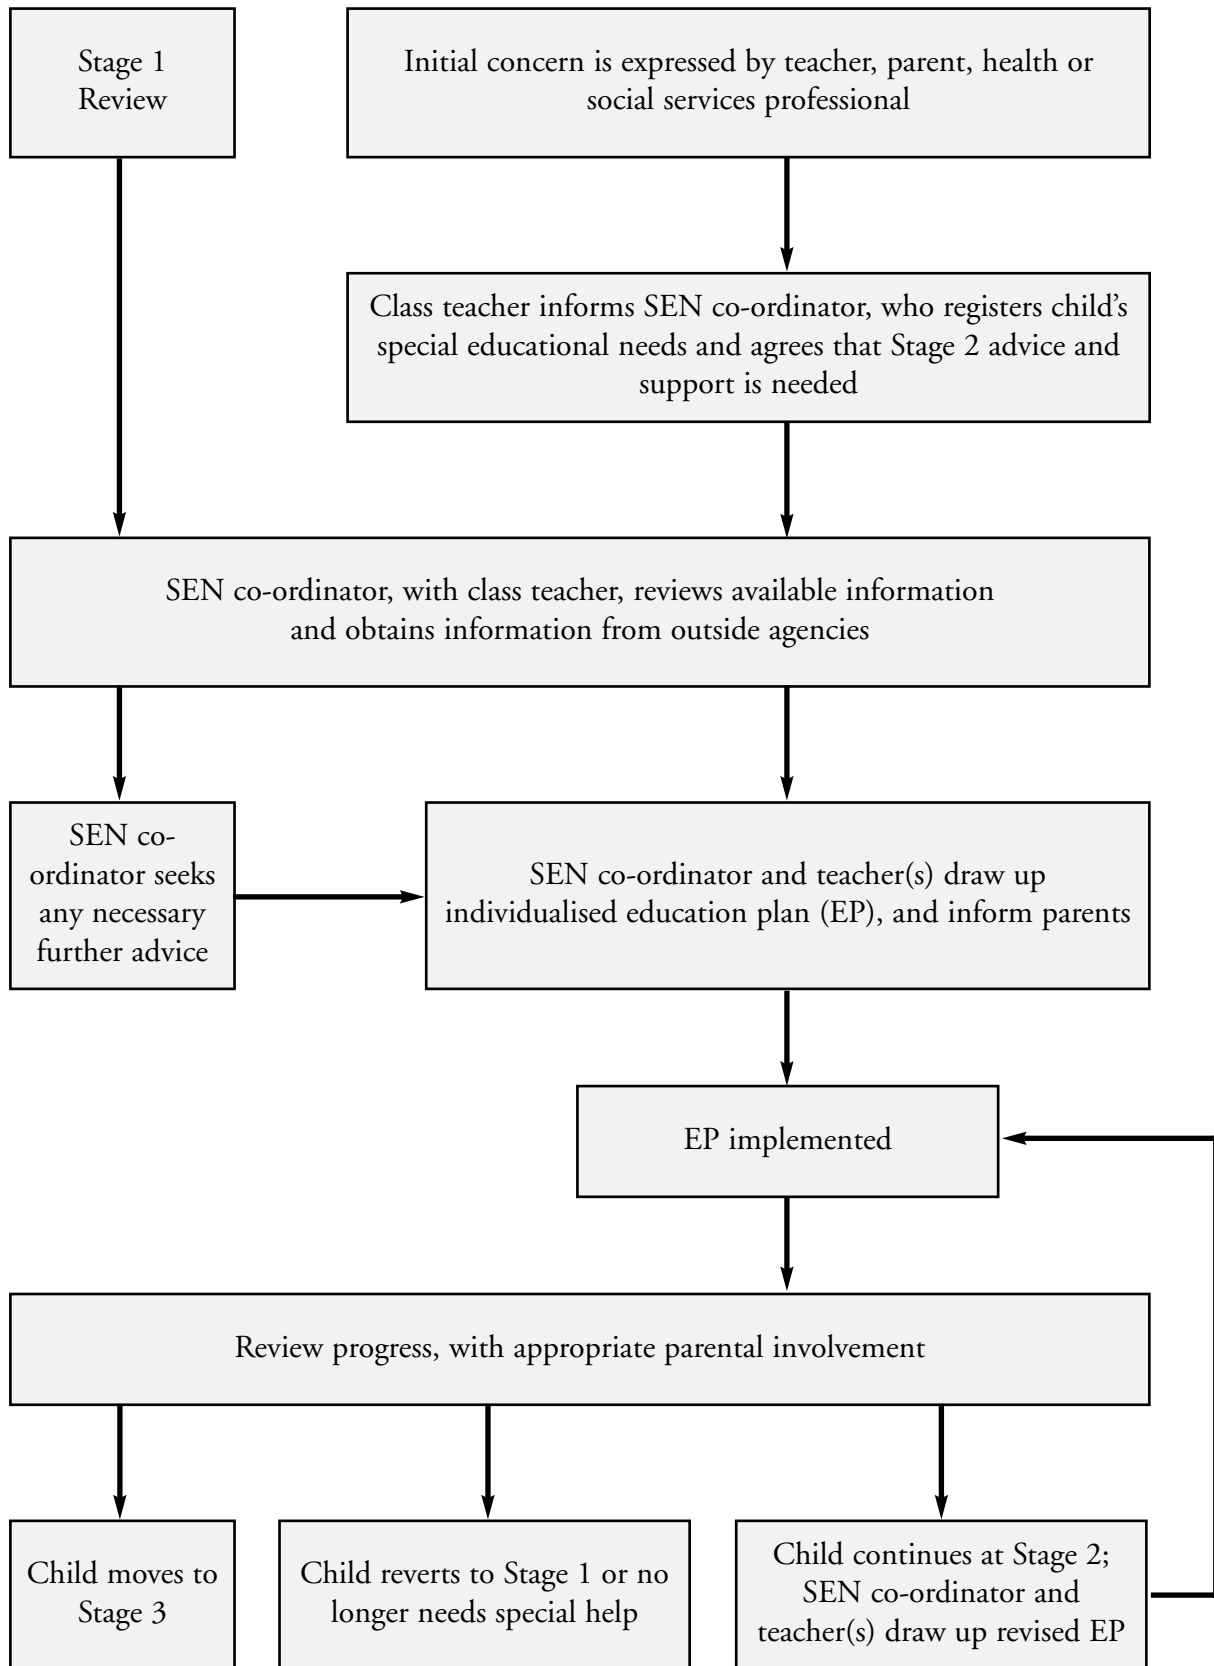 Stage 1
Review
Initial concern is expressed by teacher, parent, health or
social services professional
Class teacher informs SEN co-ordinator, who registers child’s
special educational needs and agrees that Stage 2 advice and
support is needed
SEN co-ordinator, with class teacher, reviews available information
and obtains information from outside agencies
SEN co-
ordinator seeks
any necessary
further advice
SEN co-ordinator and teacher(s) draw up
individualised education plan (EP), and inform parents
EP implemented
Review progress, with appropriate parental involvement
Child moves to
Stage 3
Child reverts to Stage 1 or no
longer needs special help
Child continues at Stage 2;
SEN co-ordinator and
teacher(s) draw up revised EP